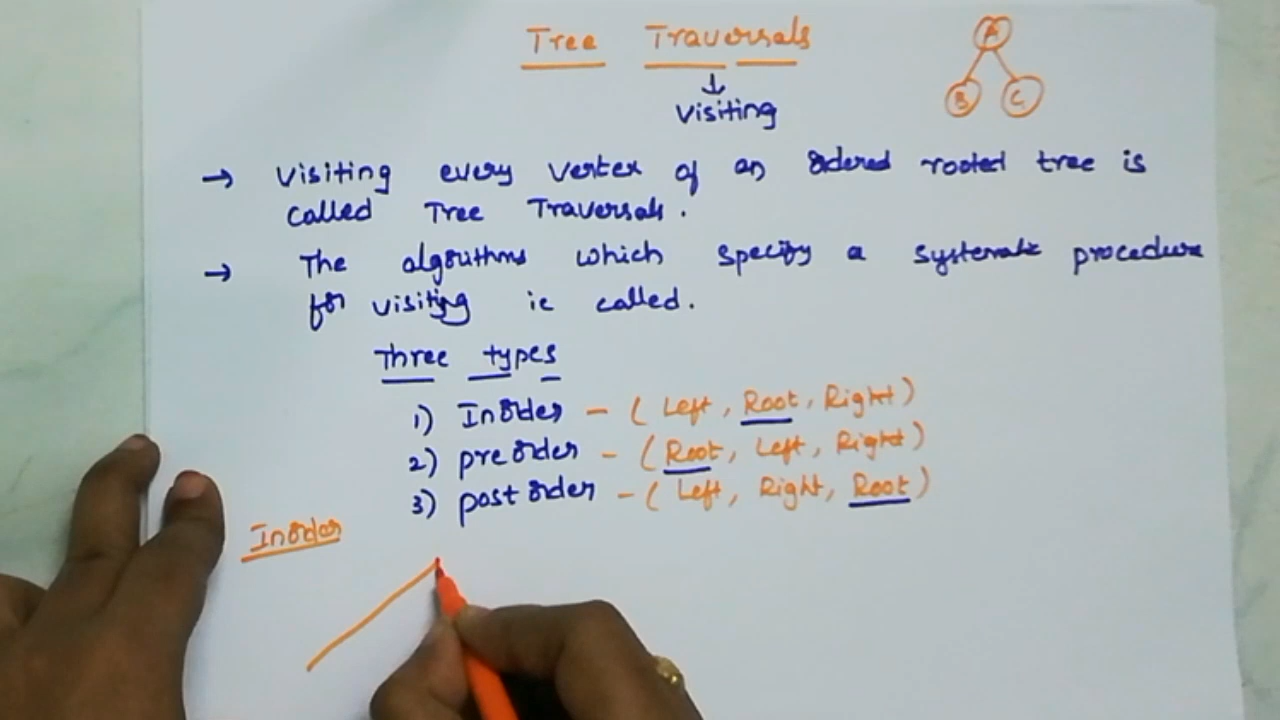 Tree Traversals
A
B C
Visiting
→ Visiting every vertex of an ordered rooted tree is
called Tree Traversals.
→ The algorithms which specify a systematic procedure
for visiting ie called.
Three types
1) Inorder - ( Left, Root, Right)
2) preorder - ( Root, Left, Right)
3) postorder - ( Left, Right, Root )
Inorder